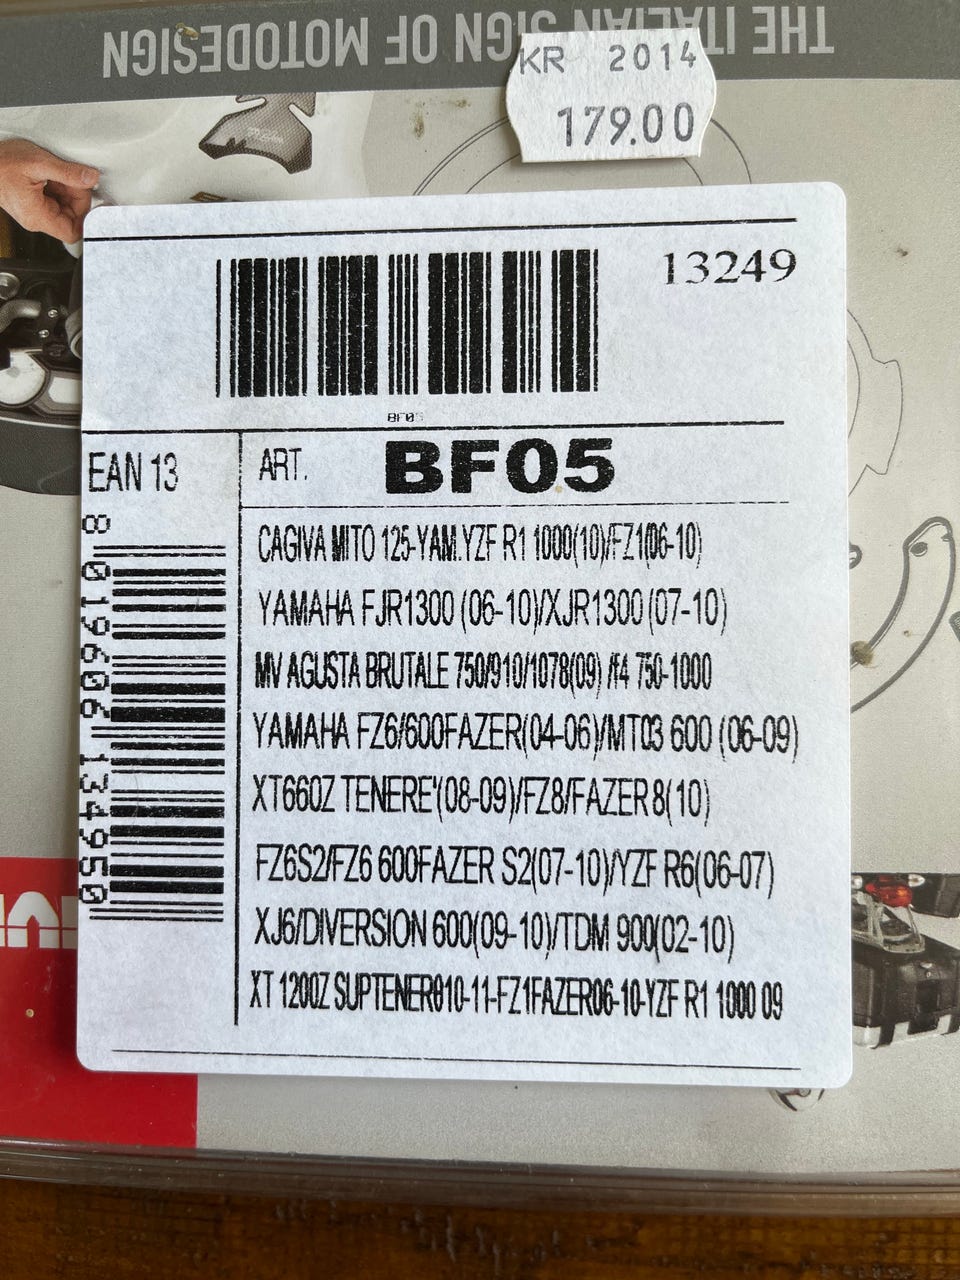 THE ITALIAN SIGN OF MOTODESIGN
KR 2014
179.00
13249
BF05
EAN 13
ART. BF05
8 019606 134950
CAGIVA MITO 125-YAM.YZF R1 1000(10)/FZ1(06-10)
YAMAHA FJR1300 (06-10)/XJR1300 (07-10)
MV AGUSTA BRUTALE 750/910/1078(09) /f4 750-1000
YAMAHA FZ6/600FAZER(04-06)/MT03 600 (06-09)
XT660Z TENERE'(08-09)/FZ8/FAZER 8(10)
FZ6S2/FZ6 600FAZER S2(07-10)/YZF R6(06-07)
XJ6/DIVERSION 600(09-10)/TDM 900(02-10)
XT 1200Z SUPTENER010-11-FZ1FAZER06-10-YZF R1 1000 09